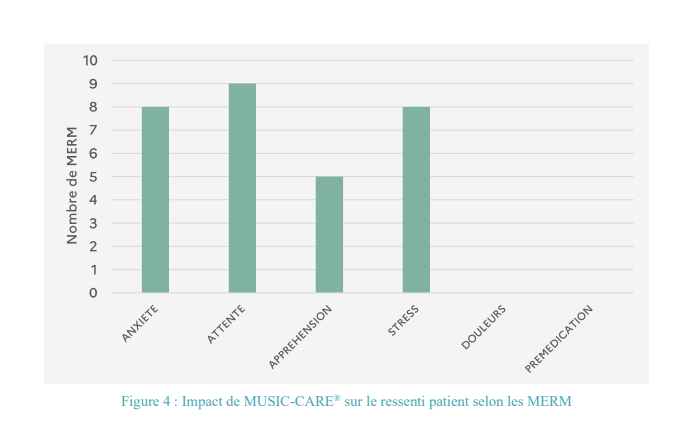 10
9
8
7
6
5
4
3
2
1
0
Nombre de MERM
ANXIETE
ATTENTE
APPREHENSION
STRESS
DOULEURS
PREMEDICATION
Figure 4 : Impact de MUSIC-CARE® sur le ressenti patient selon les MERM